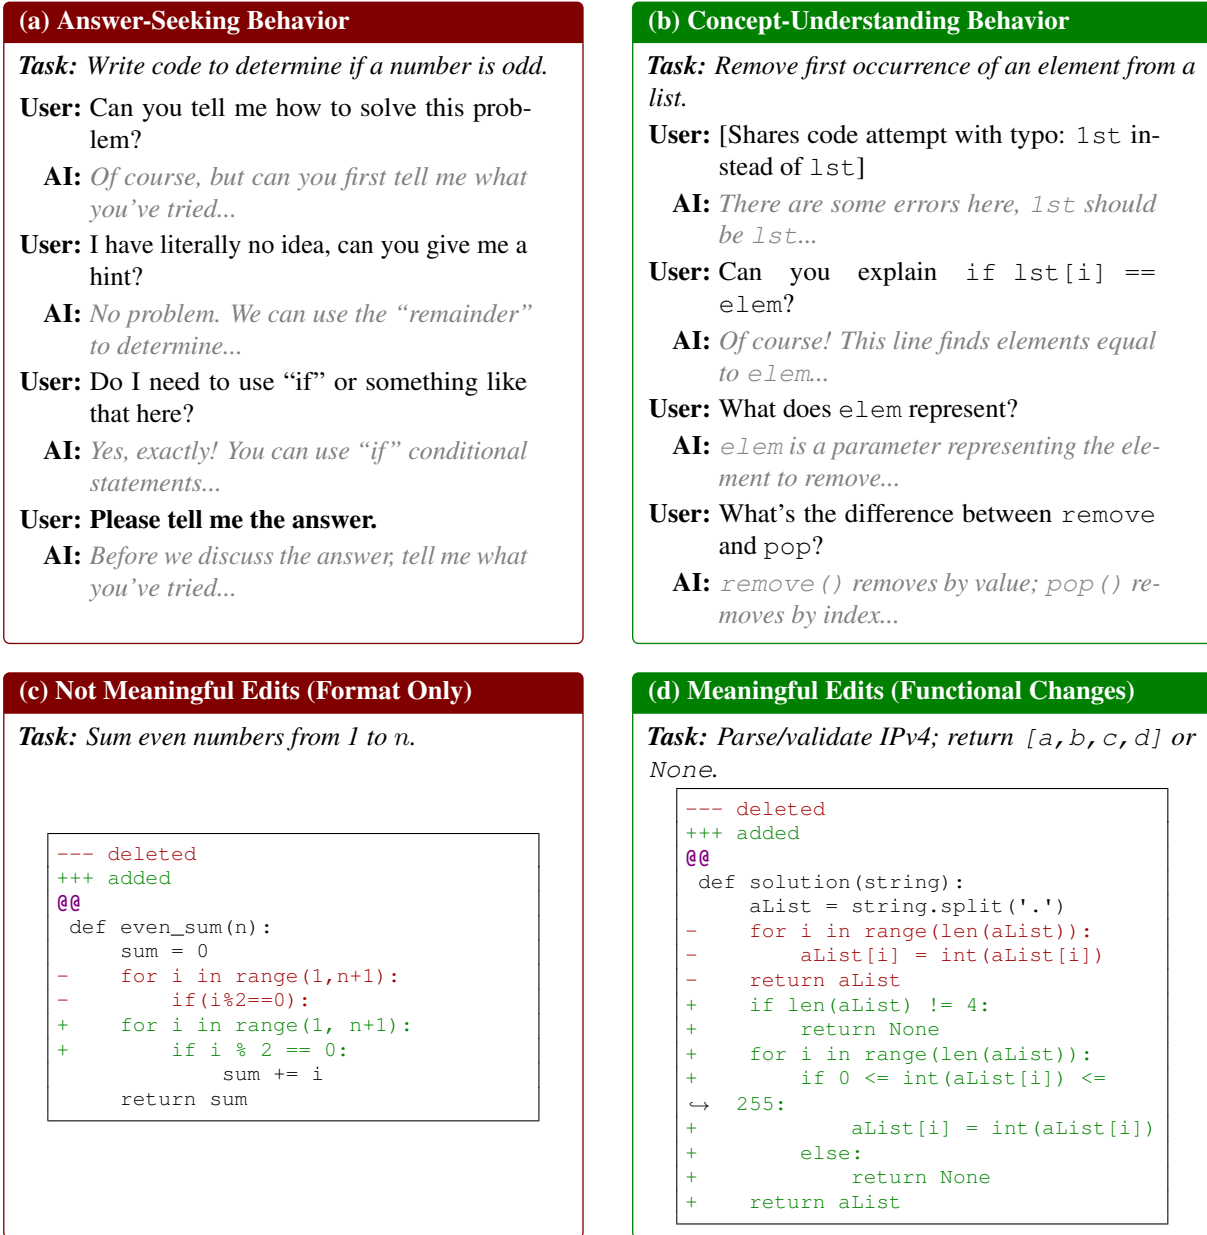 (a) Answer-Seeking Behavior
Task: Write code to determine if a number is odd.
User: Can you tell me how to solve this prob-
lem?
AI: Of course, but can you first tell me what
you've tried...
User: I have literally no idea, can you give me a
hint?
AI: No problem. We can use the “remainder”
to determine...
User: Do I need to use “if” or something like
that here?
AI: Yes, exactly! You can use “if” conditional
statements...
User: Please tell me the answer.
AI: Before we discuss the answer, tell me what
you've tried...
(b) Concept-Understanding Behavior
Task: Remove first occurrence of an element from a
list.
User: [Shares code attempt with typo: 1st in-
stead of lst]
AI: There are some errors here, 1st should
be lst...
User: Can you explain if lst[i] ==
elem?
AI: Of course! This line finds elements equal
to elem...
User: What does elem represent?
AI: elem is a parameter representing the ele-
ment to remove...
User: What's the difference between remove
and pop?
AI: remove() removes by value; pop() re-
moves by index...
(c) Not Meaningful Edits (Format Only)
Task: Sum even numbers from 1 to n.
--- deleted
+++ added
@@
 def even_sum(n):
     sum = 0
-    for i in range(1,n+1):
-        if(i%2==0):
+    for i in range(1, n+1):
+        if i % 2 == 0:
             sum += i
     return sum
(d) Meaningful Edits (Functional Changes)
Task: Parse/validate IPv4; return [a,b,c,d] or
None.
--- deleted
+++ added
@@
 def solution(string):
     aList = string.split('.')
-    for i in range(len(aList)):
-        aList[i] = int(aList[i])
-    return aList
+    if len(aList) != 4:
+        return None
+    for i in range(len(aList)):
+        if 0 <= int(aList[i]) <=
↪ 255:
+            aList[i] = int(aList[i])
+        else:
+            return None
+    return aList